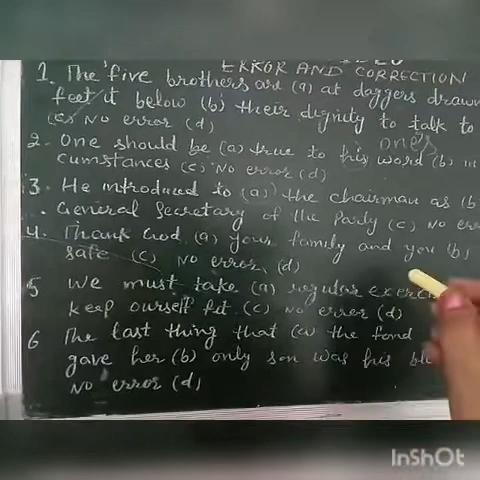 ERROR AND CORRECTION
1. The five brothers are (a) at daggers drawn
feet it below (b) their dignity to talk to
(c) No error (d)
one's
2. One should be (a) true to his word (b) in
cumstances (c) No error (d)
3. He introduced to (a) the chairman as (b)
General Secretary of the Party (c) No err
4. Thank God (a) your family and you (b)
safe (c) No error (d)
5 We must take (a) regular exerci
keep ourself fit (c) No error (d)
6 The last thing that (a) the fond
gave her (b) only son was his bl
No error (d)
InShOt